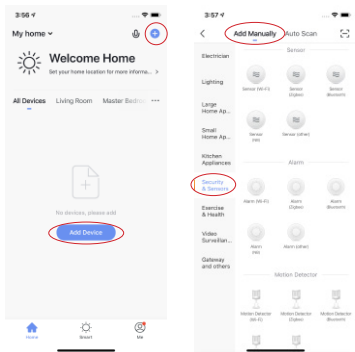 3:56
My home
Welcome Home
Set your home location for more informa...
All Devices Living Room Master Bedroo
No devices, please add
Add Device
Home Smart Me
3:57
Add Manually Auto Scan
Electrician
Lighting
Large
Home Ap...
Small
Home Ap...
Kitchen
Appliances
Security
& Sensors
Exercise
& Health
Video
Surveillan...
Gateway
and others
Sensor
Sensor (Wi-Fi)
Sensor
(Zigbee)
Sensor
(Bluetooth)
Sensor
Sensor (other)
Alarm
Alarm (Wi-Fi)
Alarm
(Zigbee)
Alarm
(Bluetooth)
Alarm
Alarm (other)
Motion Detector
Motion Detector
(Wi-Fi)
Motion Detector
(Zigbee)
Motion Detector
(Bluetooth)